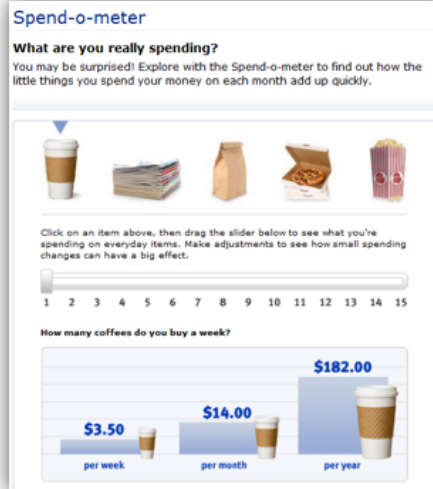 Spend-o-meter
What are you really spending?
You may be surprised! Explore with the Spend-o-meter to find out how the
little things you spend your money on each month add up quickly.
Click on an item above, then drag the slider below to see what you're
spending on everyday items. Make adjustments to see how small spending
changes can have a big effect.
1 2 3 4 5 6 7 8 9 10 11 12 13 14 15
How many coffees do you buy a week?
$3.50 $14.00 $182.00
per week per month per year